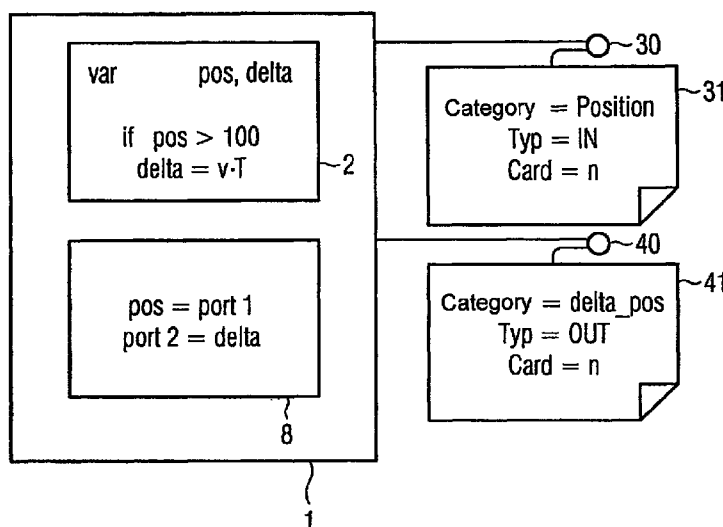 var pos, delta
if pos > 100
delta = v·T
2
30
31
Category = Position
Typ = IN
Card = n
40
41
Category = delta_pos
Typ = OUT
Card = n
pos = port 1
port 2 = delta
8
1